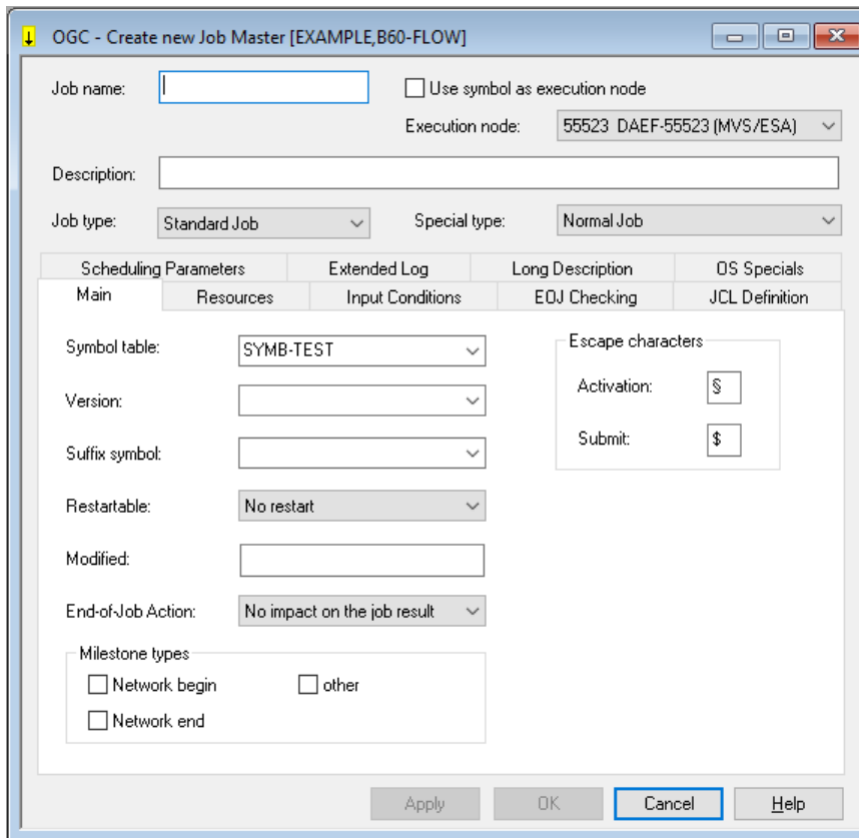 OGC - Create new Job Master [EXAMPLE,B60-FLOW]
Job name:
Use symbol as execution node
Execution node: 55523 DAEF-55523 (MVS/ESA)
Description:
Job type: Standard Job Special type: Normal Job
Scheduling Parameters Extended Log Long Description OS Specials
Main Resources Input Conditions EOJ Checking JCL Definition
Symbol table: SYMB-TEST
Version:
Suffix symbol:
Restartable: No restart
Modified:
End-of-Job Action: No impact on the job result
Escape characters
Activation: §
Submit: $
Milestone types
Network begin other
Network end
Apply OK Cancel Help